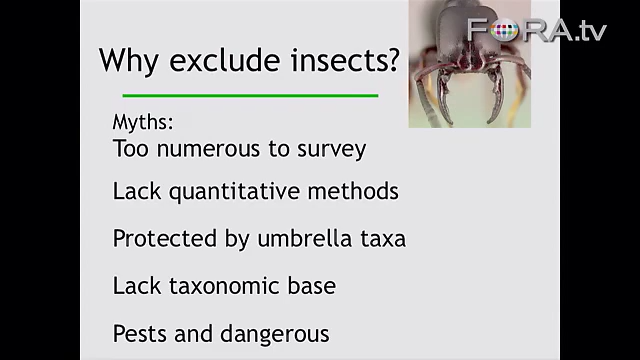 FORA.tv
Why exclude insects?
Myths:
Too numerous to survey
Lack quantitative methods
Protected by umbrella taxa
Lack taxonomic base
Pests and dangerous